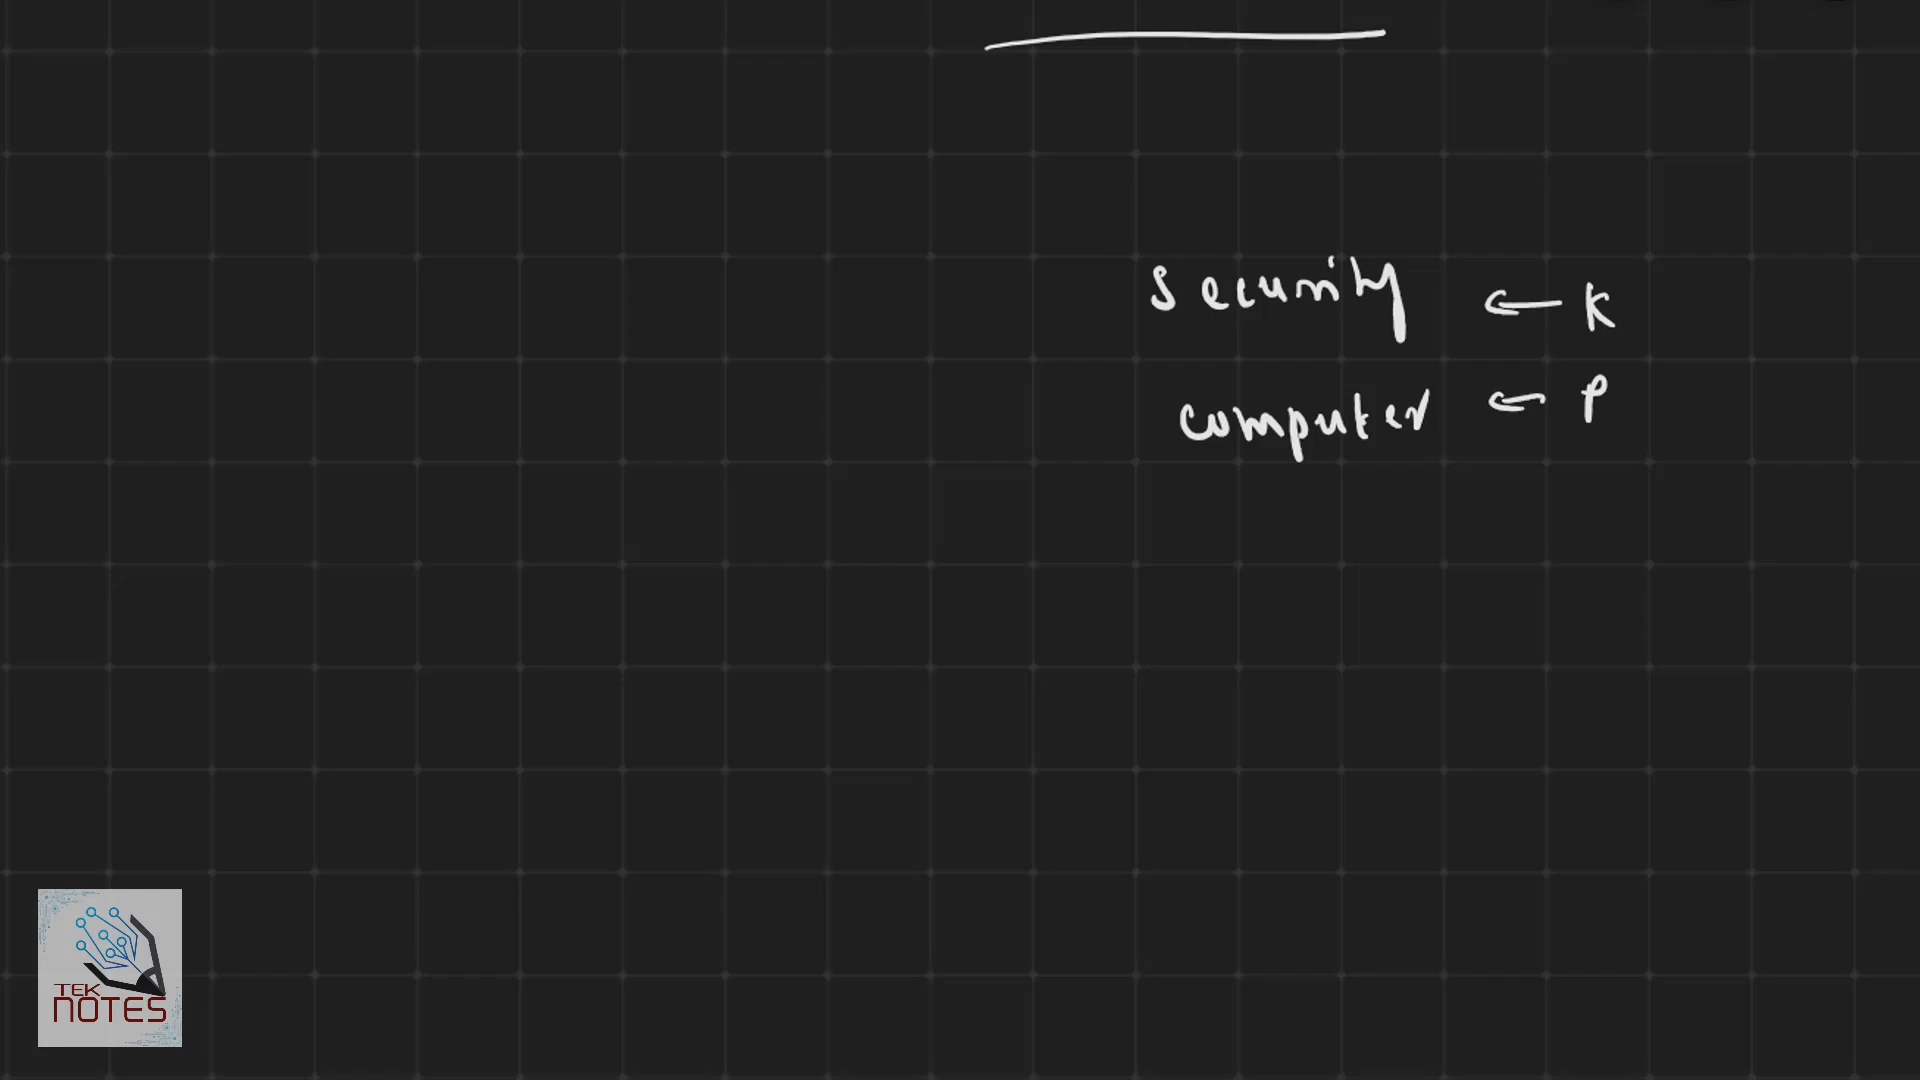 security ← K
computer ← P
TEK
NOTES